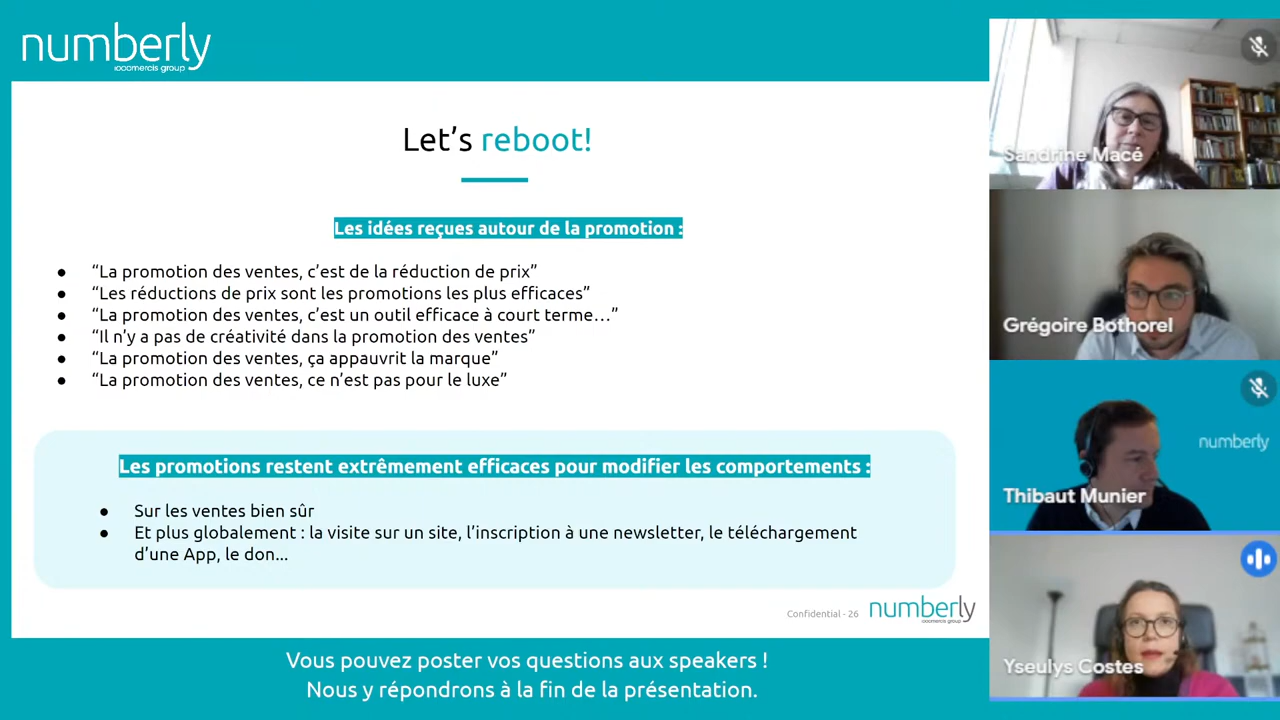 numberly
1000mercis group
Let's reboot!
Les idées reçues autour de la promotion :
● “La promotion des ventes, c’est de la réduction de prix”
● “Les réductions de prix sont les promotions les plus efficaces”
● “La promotion des ventes, c’est un outil efficace à court terme…”
● “Il n’y a pas de créativité dans la promotion des ventes”
● “La promotion des ventes, ça appauvrit la marque”
● “La promotion des ventes, ce n’est pas pour le luxe”
Les promotions restent extrêmement efficaces pour modifier les comportements :
● Sur les ventes bien sûr
● Et plus globalement : la visite sur un site, l’inscription à une newsletter, le téléchargement
d’une App, le don...
Confidential - 26
numberly
1000mercis group
Vous pouvez poster vos questions aux speakers !
Nous y répondrons à la fin de la présentation.
Sandrine Macé
Grégoire Bothorel
numberly
Thibaut Munier
Yseulys Costes